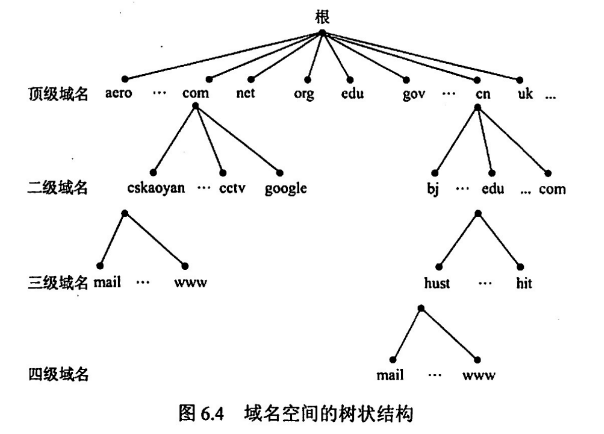 根
顶级域名 aero … com net org edu gov … cn uk ...
二级域名 cskaoyan … cctv google bj … edu ... com
三级域名 mail … www hust … hit
四级域名 mail … www
图 6.4 域名空间的树状结构